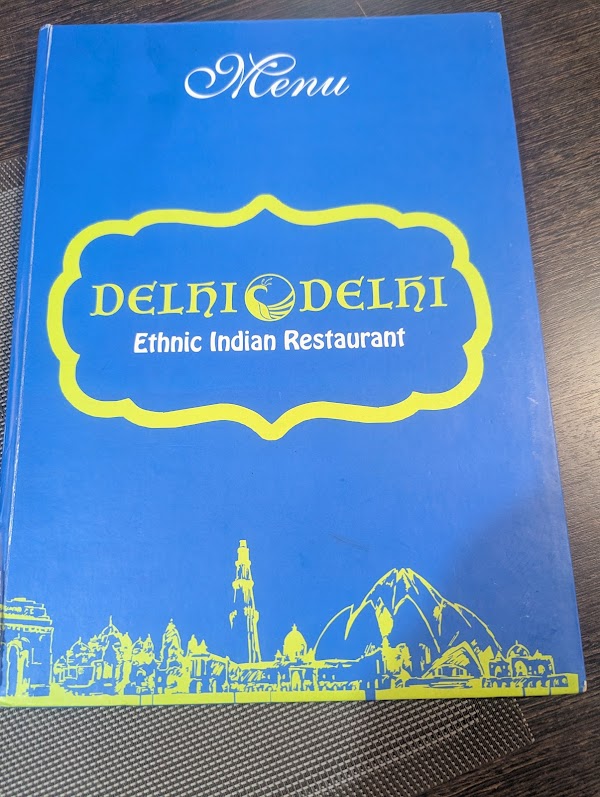 Menu
DELHI DELHI
Ethnic Indian Restaurant